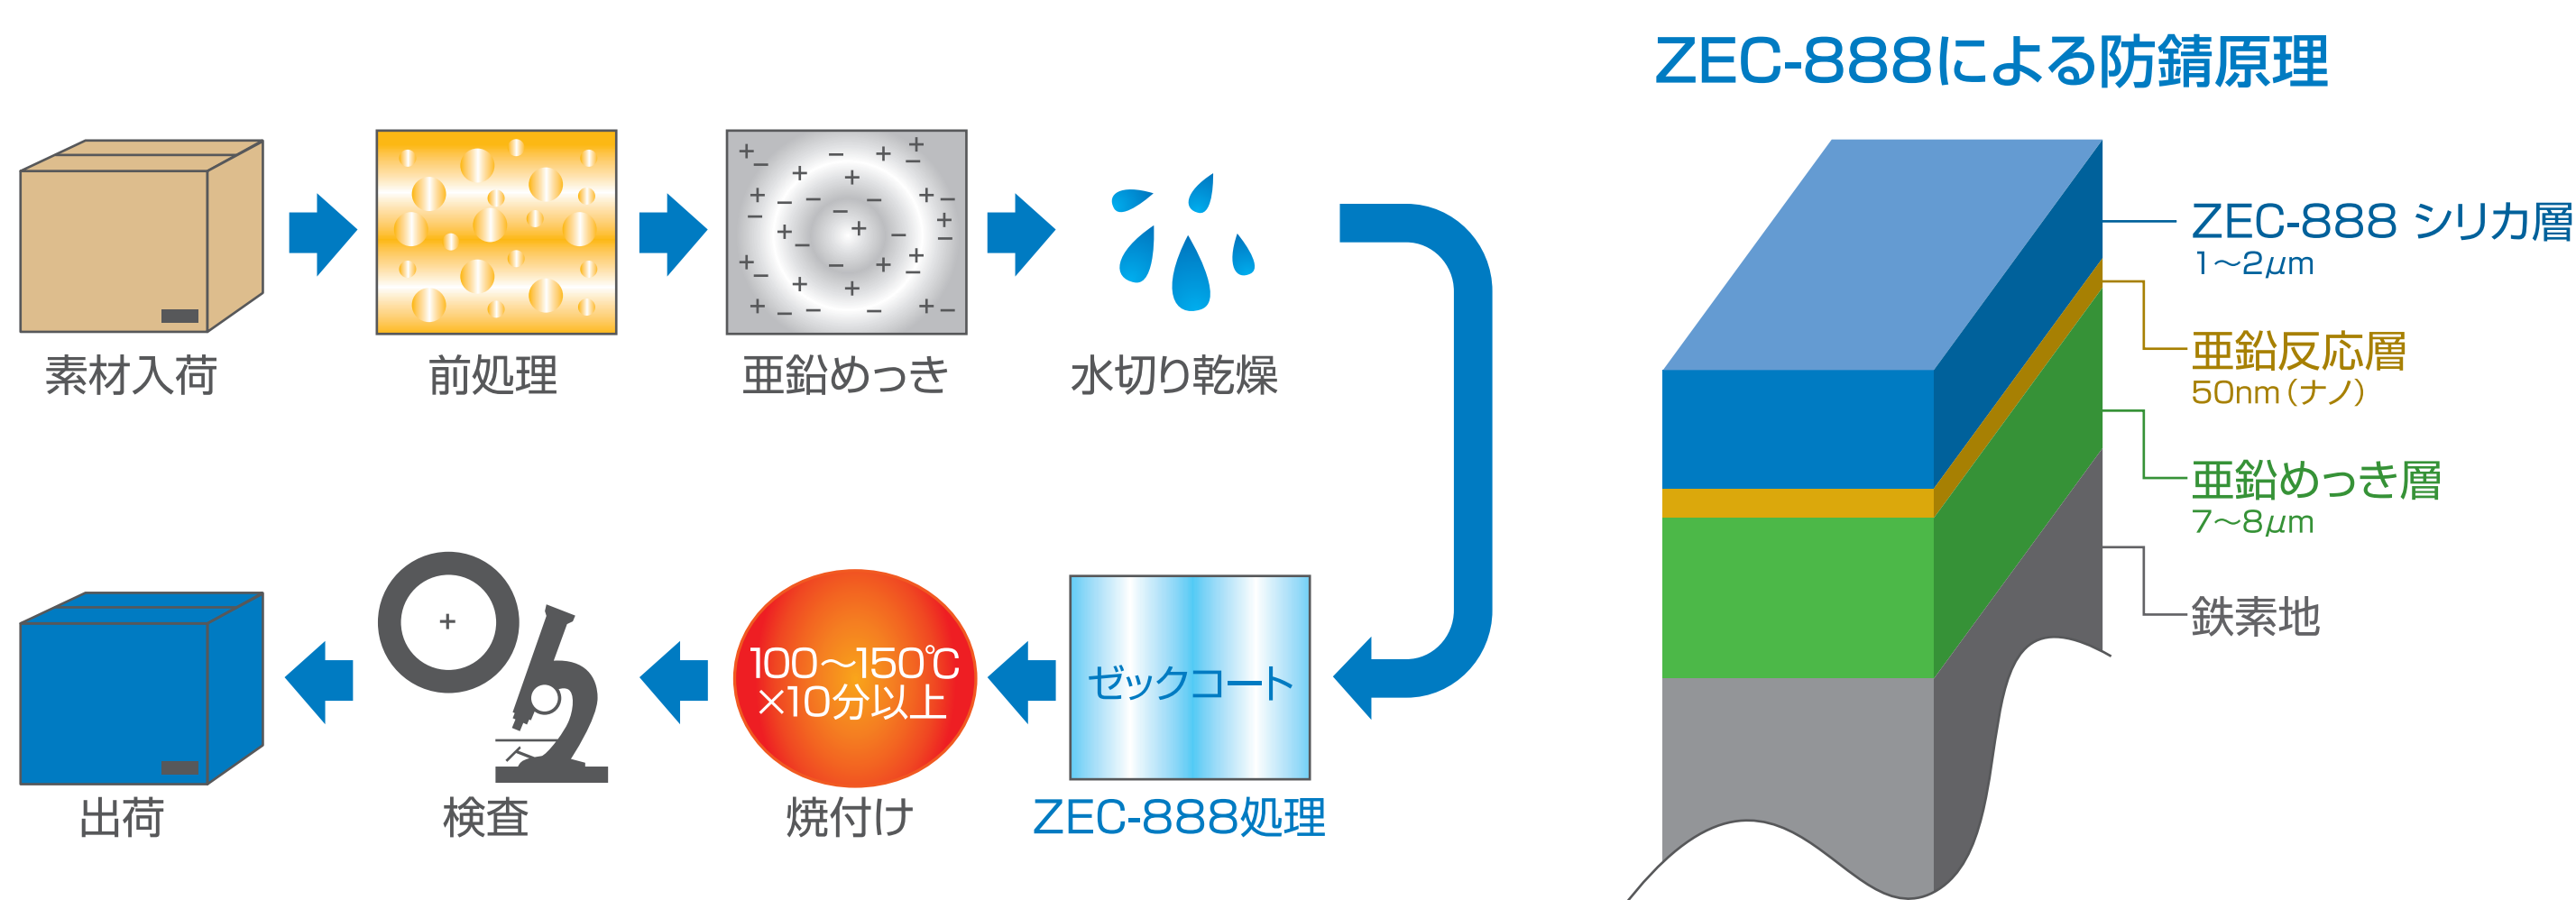 ZEC-888による防錆原理
素材入荷
前処理
亜鉛めっき
水切り乾燥
ゼックコート
ZEC-888処理
100～150℃
×10分以上
焼付け
検査
出荷
ZEC-888 シリカ層
1～2μm
亜鉛反応層
50nm（ナノ）
亜鉛めっき層
7～8μm
鉄素地